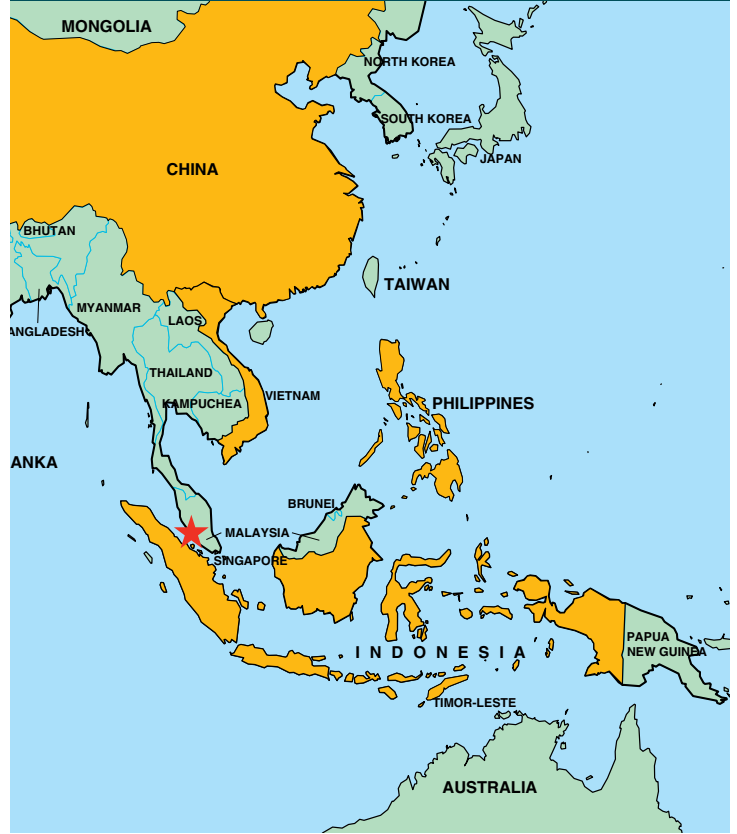 MONGOLIA
NORTH KOREA
SOUTH KOREA
JAPAN
CHINA
BHUTAN
TAIWAN
MYANMAR
LAOS
ANGLADESH
THAILAND
VIETNAM
KAMPUCHEA
PHILIPPINES
ANKA
BRUNEI
MALAYSIA
SINGAPORE
INDONESIA
PAPUA
NEW GUINEA
TIMOR-LESTE
AUSTRALIA